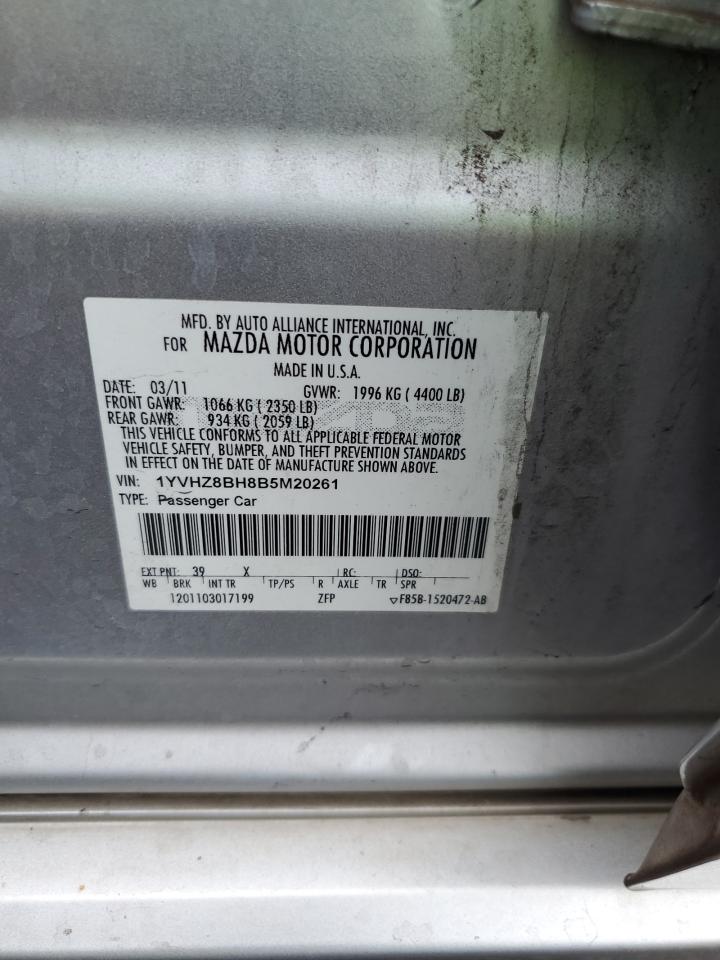 MFD. BY AUTO ALLIANCE INTERNATIONAL, INC.
FOR MAZDA MOTOR CORPORATION
MADE IN U.S.A.
DATE: 03/11 GVWR: 1996 KG ( 4400 LB)
FRONT GAWR: 1066 KG ( 2350 LB)
REAR GAWR: 934 KG ( 2059 LB)
THIS VEHICLE CONFORMS TO ALL APPLICABLE FEDERAL MOTOR
VEHICLE SAFETY, BUMPER, AND THEFT PREVENTION STANDARDS
IN EFFECT ON THE DATE OF MANUFACTURE SHOWN ABOVE.
VIN: 1YVHZ8BH8B5M20261
TYPE: Passenger Car
EXT PNT: 39 X RC: DSO:
WB BRK INT TR TP/PS R AXLE TR SPR
1201103017199 ZFP ▽F85B-1520472-AB